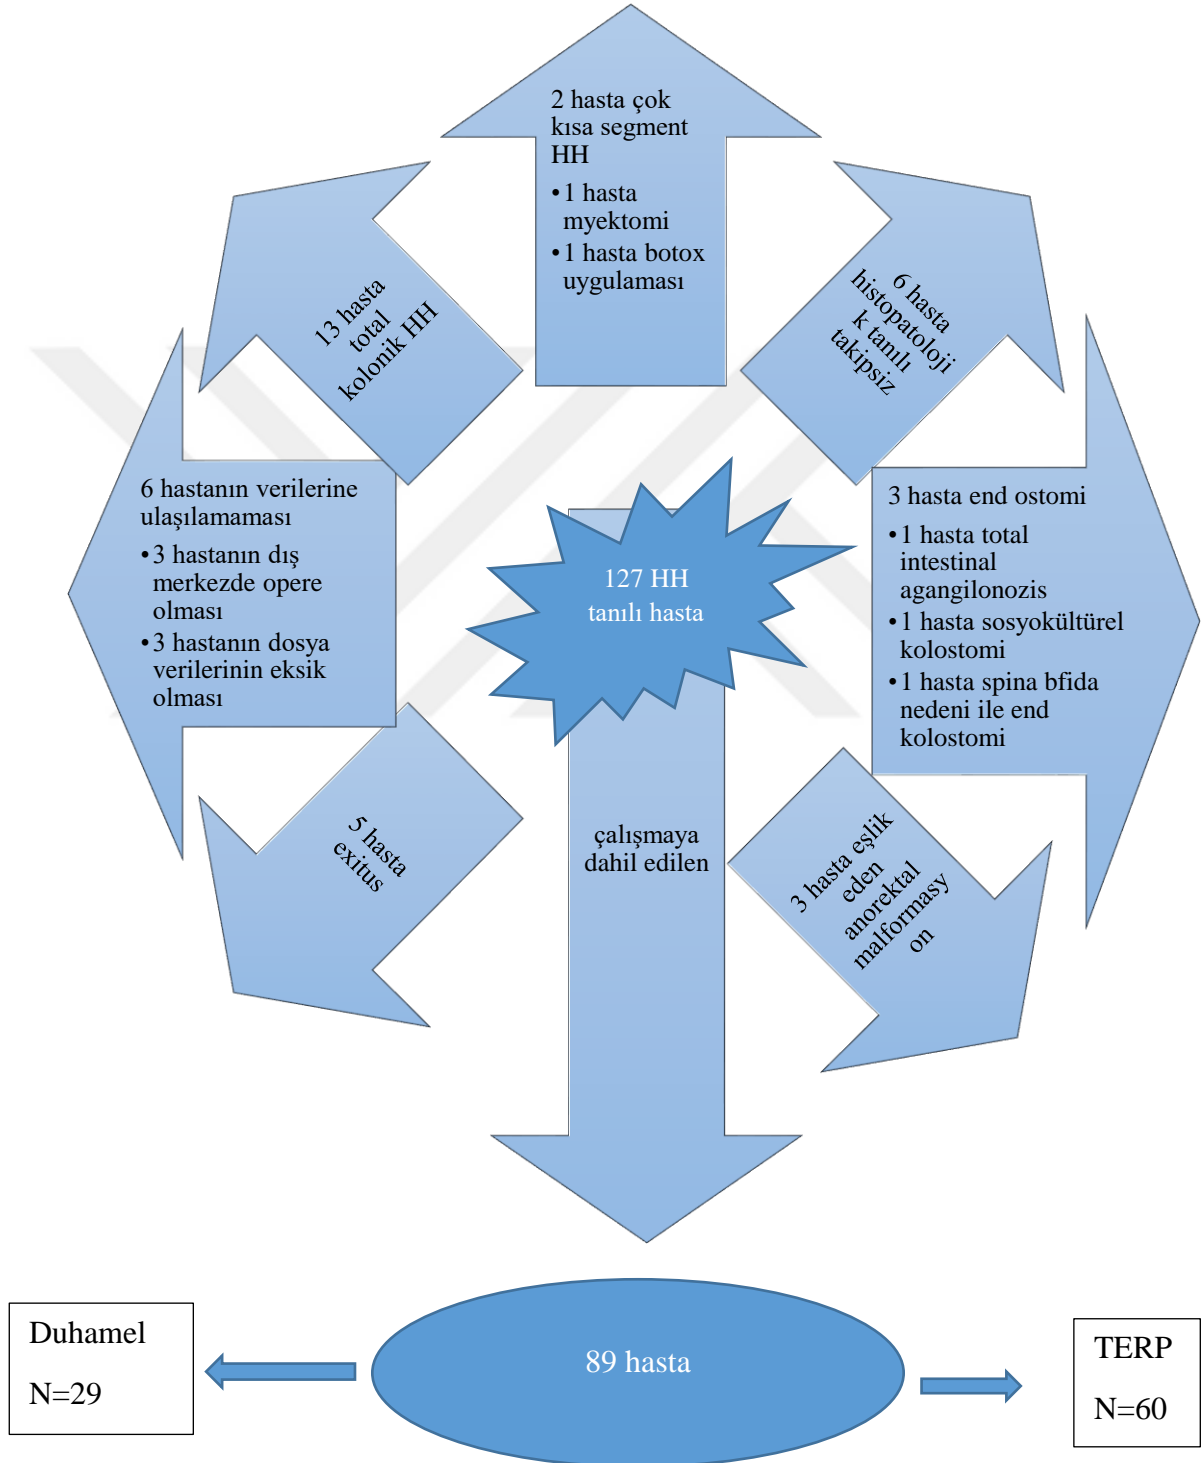 2 hasta çok
kısa segment
HH
•1 hasta
myektomi
•1 hasta botox
uygulaması
13 hasta
total
kolonik HH
6 hasta
histopatoloji
k tanılı
takipsiz
6 hastanın verilerine
ulaşılamaması
•3 hastanın dış
merkezde opere
olması
•3 hastanın dosya
verilerinin eksik
olması
127 HH
tanılı hasta
3 hasta end ostomi
•1 hasta total
intestinal
agangilonozis
•1 hasta sosyokültürel
kolostomi
•1 hasta spina bfida
nedeni ile end
kolostomi
5 hasta
exitus
çalışmaya
dahil edilen
3 hasta eşlik
eden
anorektal
malformasy
on
Duhamel
N=29
89 hasta
TERP
N=60